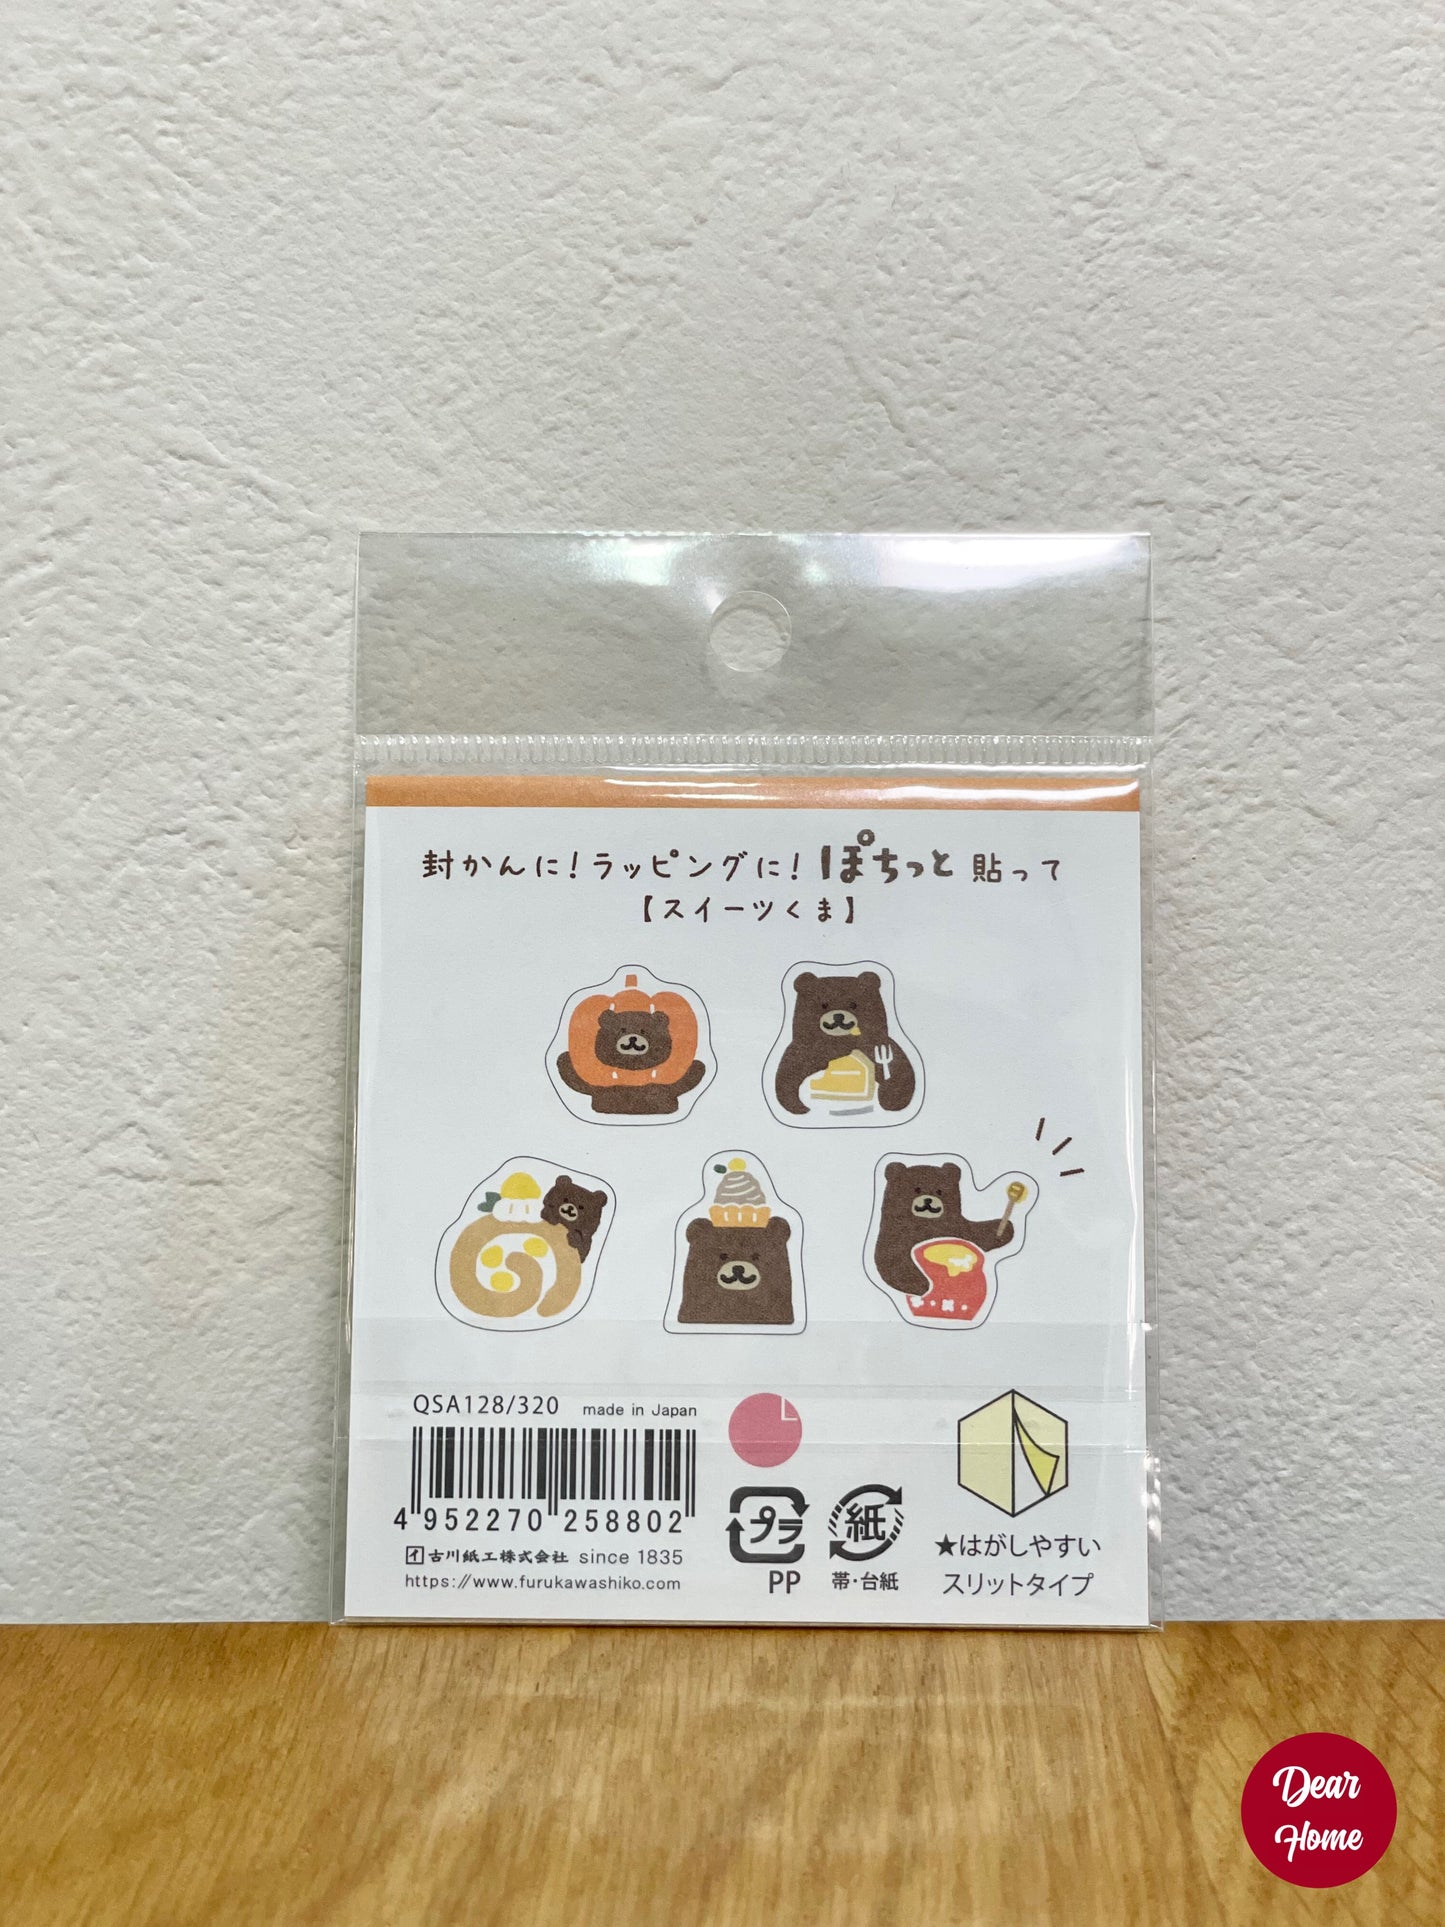 封かんに!ラッピングに!ぽちっと貼って
【スイーツくま】
QSA128/320 made in Japan
4 952270 258802
イ 古川紙工株式会社 since 1835
https://www.furukawashiko.com
プラ
PP
紙
帯・台紙
★はがしやすい
スリットタイプ
Dear
Home